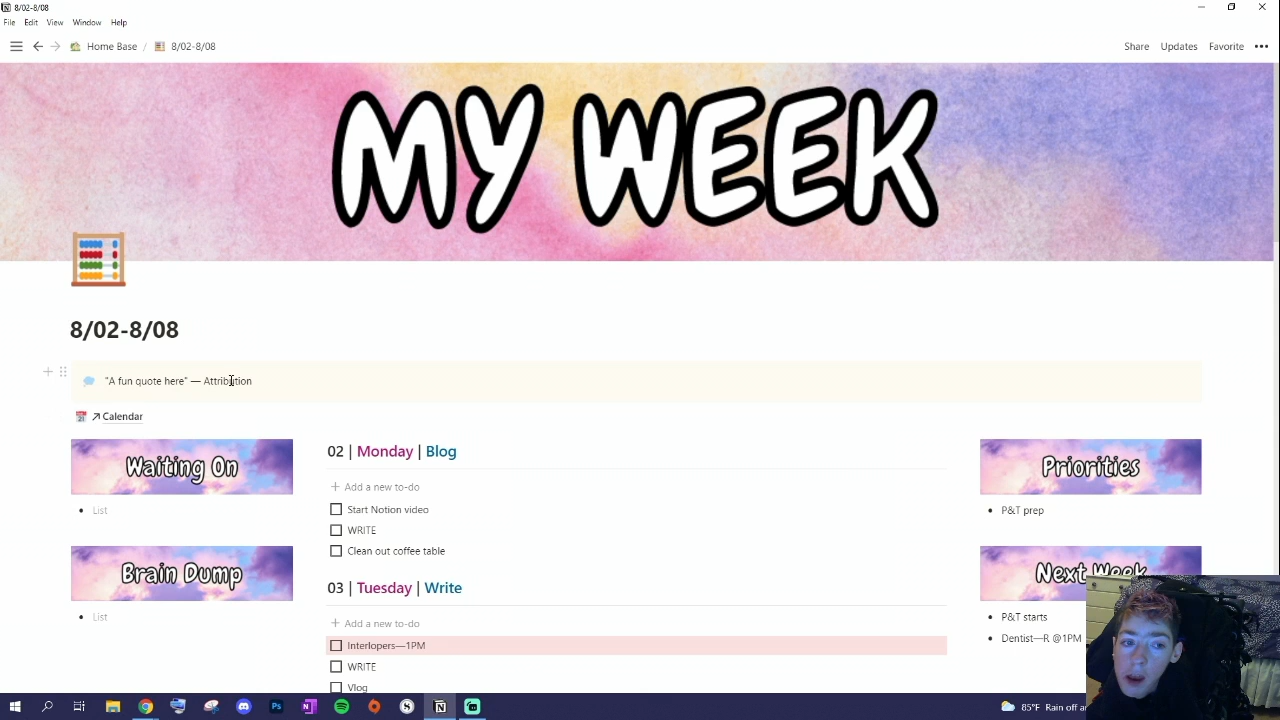 8/02-8/08
File Edit View Window Help
Home Base / 8/02-8/08
Share Updates Favorite
MY WEEK
8/02-8/08
"A fun quote here" — Attribution
Calendar
Waiting On
List
Brain Dump
List
02 | Monday | Blog
Add a new to-do
Start Notion video
WRITE
Clean out coffee table
03 | Tuesday | Write
Add a new to-do
Interlopers—1PM
WRITE
Vlog
Priorities
P&T prep
Next Week
P&T starts
Dentist—R @1PM
85°F Rain off a